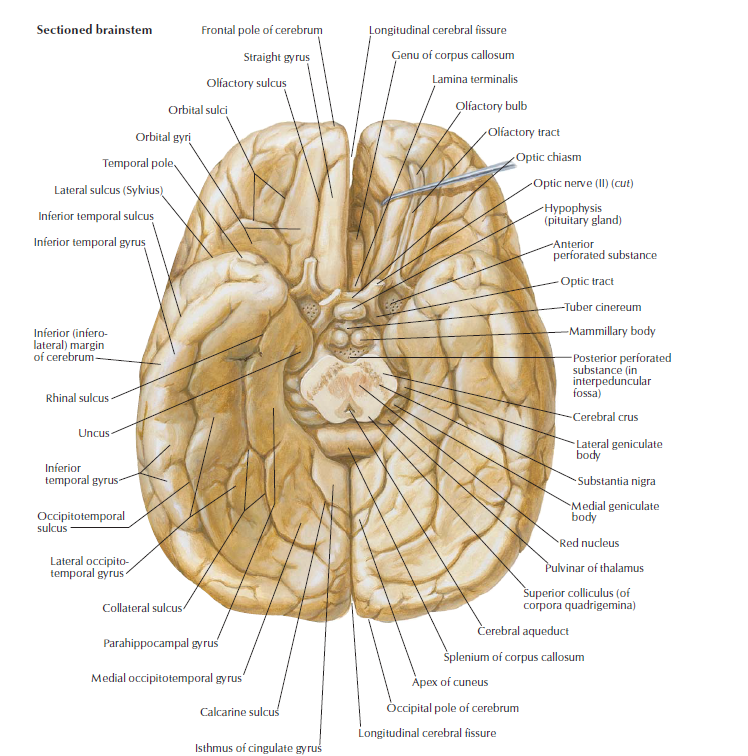 Sectioned brainstem
Frontal pole of cerebrum
Longitudinal cerebral fissure
Straight gyrus
Genu of corpus callosum
Olfactory sulcus
Lamina terminalis
Orbital sulci
Olfactory bulb
Orbital gyri
Olfactory tract
Temporal pole
Optic chiasm
Lateral sulcus (Sylvius)
Optic nerve (II) (cut)
Inferior temporal sulcus
Hypophysis
(pituitary gland)
Inferior temporal gyrus
Anterior
perforated substance
Optic tract
Tuber cinereum
Inferior (infero-
lateral) margin
of cerebrum
Mammillary body
Posterior perforated
substance (in
interpeduncular
fossa)
Rhinal sulcus
Cerebral crus
Uncus
Lateral geniculate
body
Inferior
temporal gyrus
Substantia nigra
Occipitotemporal
sulcus
Medial geniculate
body
Red nucleus
Lateral occipito-
temporal gyrus
Pulvinar of thalamus
Collateral sulcus
Superior colliculus (of
corpora quadrigemina)
Parahippocampal gyrus
Cerebral aqueduct
Medial occipitotemporal gyrus
Splenium of corpus callosum
Calcarine sulcus
Apex of cuneus
Occipital pole of cerebrum
Isthmus of cingulate gyrus
Longitudinal cerebral fissure